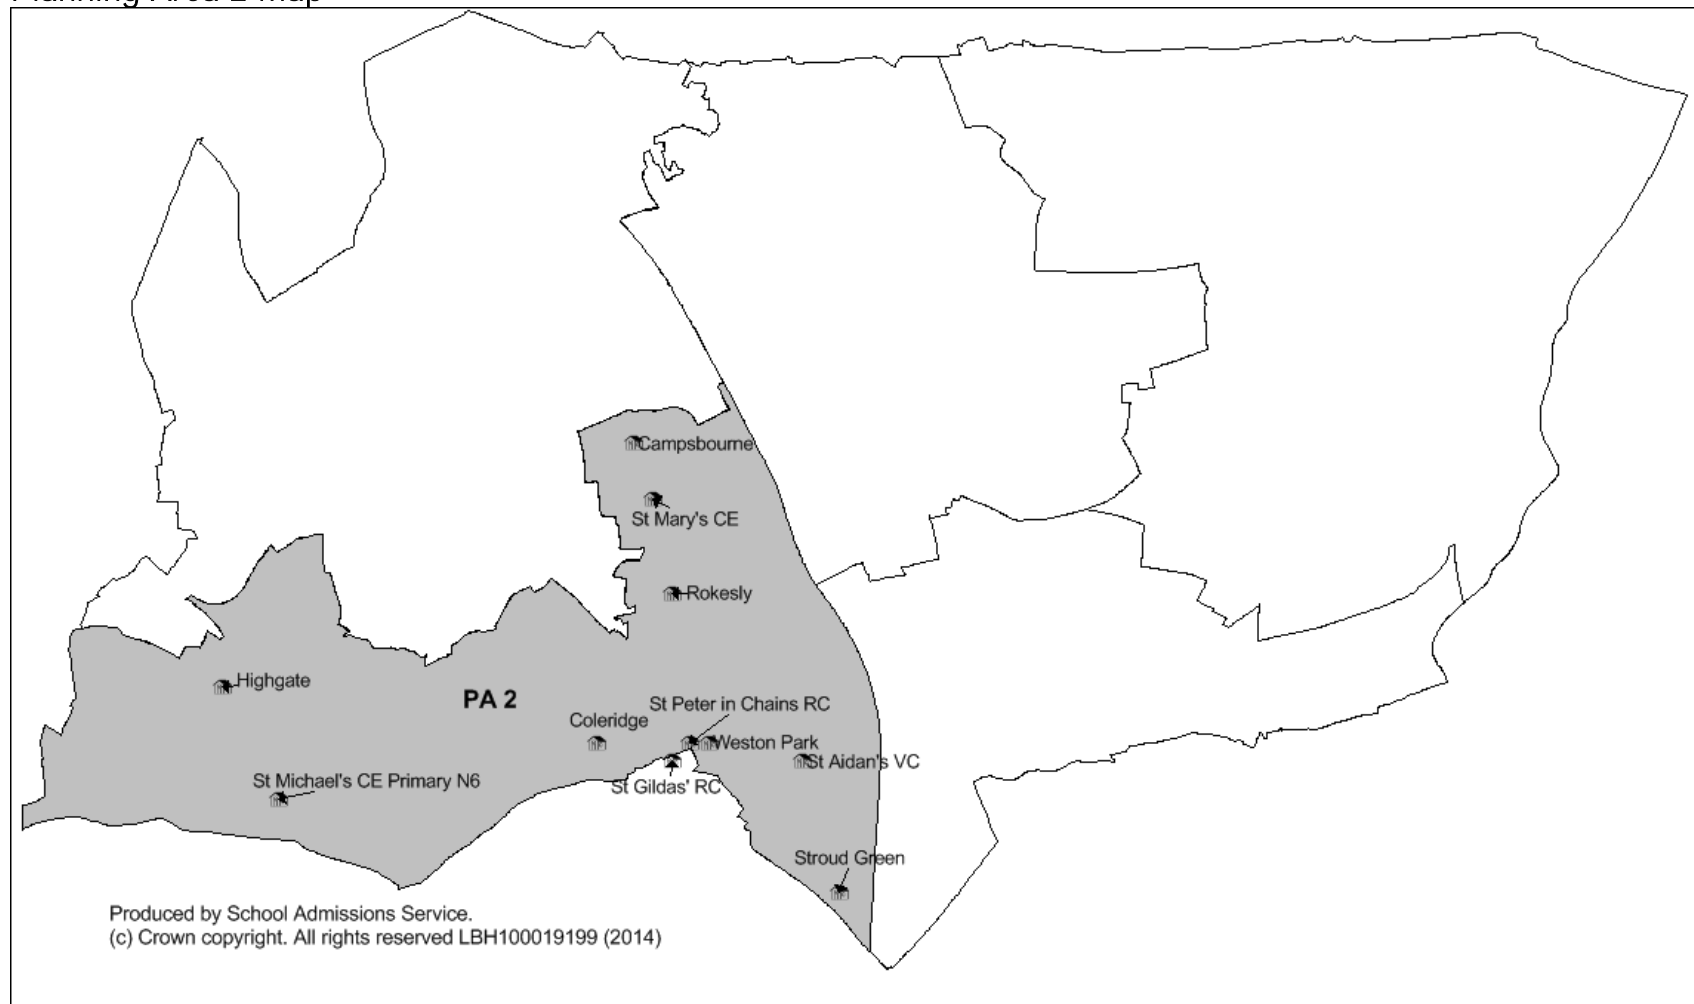 Planning Area 2 Map
Campsbourne
St Mary's CE
Rokesly
Highgate
PA 2
St Peter in Chains RC
Coleridge
Weston Park
St Aidan's VC
St Michael's CE Primary N6
St Gildas' RC
Stroud Green
Produced by School Admissions Service.
(c) Crown copyright. All rights reserved LBH100019199 (2014)